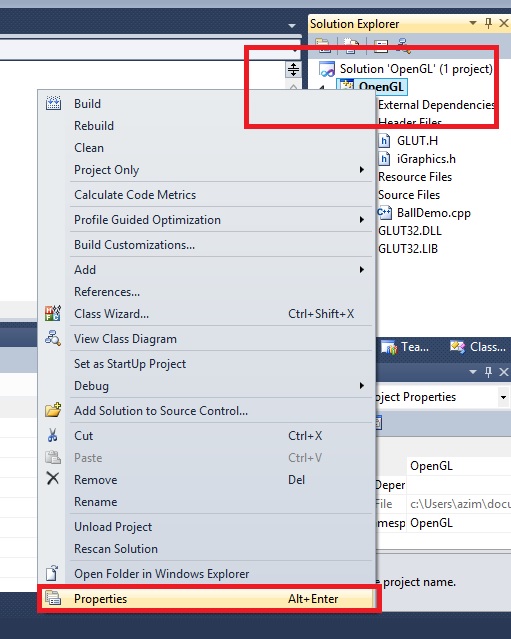 Solution Explorer
Solution 'OpenGL' (1 project)
OpenGL
External Dependencies
Header Files
GLUT.H
iGraphics.h
Resource Files
Source Files
BallDemo.cpp
GLUT32.DLL
GLUT32.LIB
Build
Rebuild
Clean
Project Only
Calculate Code Metrics
Profile Guided Optimization
Build Customizations...
Add
References...
Class Wizard... Ctrl+Shift+X
View Class Diagram
Set as StartUp Project
Debug
Add Solution to Source Control...
Cut Ctrl+X
Paste Ctrl+V
Remove Del
Rename
Unload Project
Rescan Solution
Open Folder in Windows Explorer
Properties Alt+Enter
Tea... Class...
oject Properties
OpenGL
Deper
File c:\Users\azim\docu
mesp OpenGL
e project name.